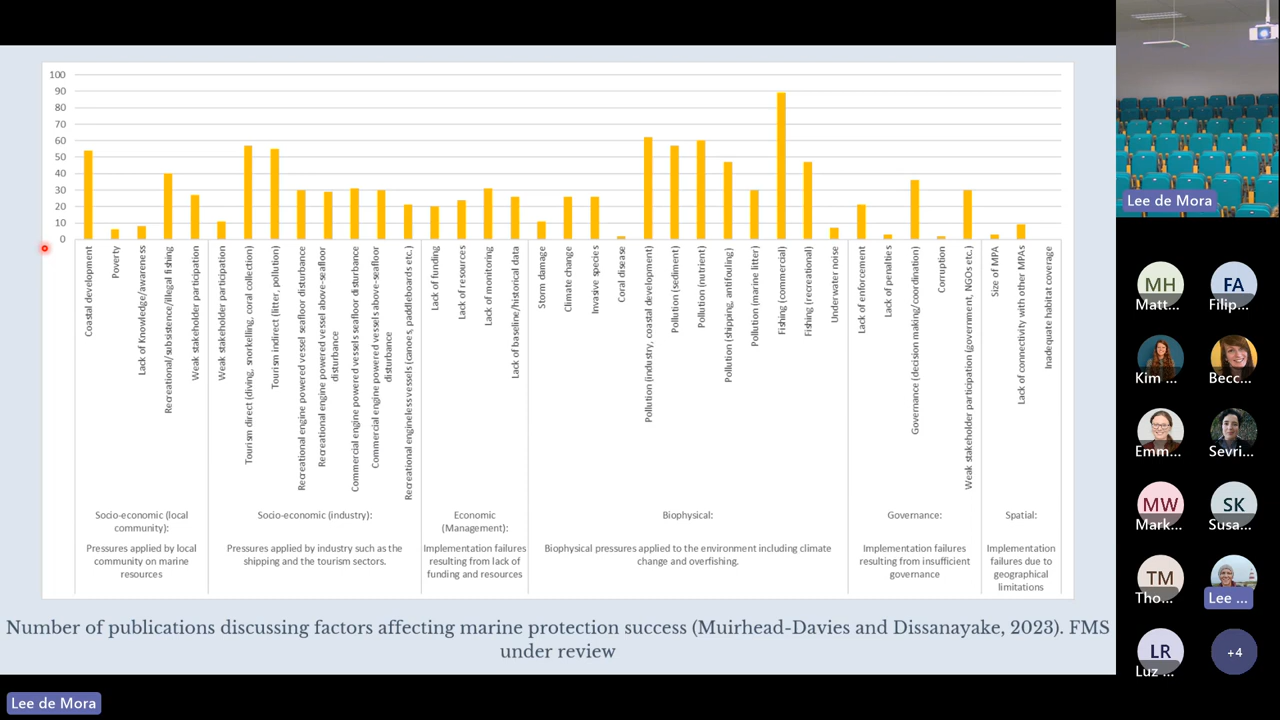 100
90
80
70
60
50
40
30
20
10
0
Coastal development
Poverty
Lack of Knowledge/awareness
Recreational/subsistence/illegal fishing
Weak stakeholder participation
Weak stakeholder participation
Tourism direct (diving, snorkelling, coral collection)
Tourism indirect (litter, pollution)
Recreational engine powered vessel seafloor disturbance
Recreational engine powered vessel above-seafloor
disturbance
Commercial engine powered vessels seafloor disturbance
Commercial engine powered vessels above-seafloor
disturbance
Recreational engineless vessels (canoes, paddleboards etc.)
Lack of funding
Lack of resources
Lack of monitoring
Lack of baseline/historical data
Storm damage
Climate change
Invasive species
Coral disease
Pollution (industry, coastal development)
Pollution (sediment)
Pollution (nutrient)
Pollution (shipping, antifouling)
Pollution (marine litter)
Fishing (commercial)
Fishing (recreational)
Underwater noise
Lack of enforcement
Lack of penalties
Governance (decision making/coordination)
Corruption
Weak stakeholder participation (government, NGOs etc.)
Size of MPA
Lack of connectivity with other MPAs
Inadequate habitat coverage
Socio-economic (local
community):
Pressures applied by local
community on marine
resources
Socio-economic (industry):
Pressures applied by industry such as the
shipping and the tourism sectors.
Economic
(Management):
Implementation failures
resulting from lack of
funding and resources
Biophysical:
Biophysical pressures applied to the environment including climate
change and overfishing.
Governance:
Implementation failures
resulting from insufficient
governance
Spatial:
Implementation
failures due to
geographical
limitations
Number of publications discussing factors affecting marine protection success (Muirhead-Davies and Dissanayake, 2023). FMS
under review
Lee de Mora
Lee de Mora
MH
Matt...
FA
Filip...
Kim ...
Becc...
Emm...
Sevri...
MW
Mark...
SK
Susa...
TM
Tho...
Lee ...
LR
Luz ...
+4